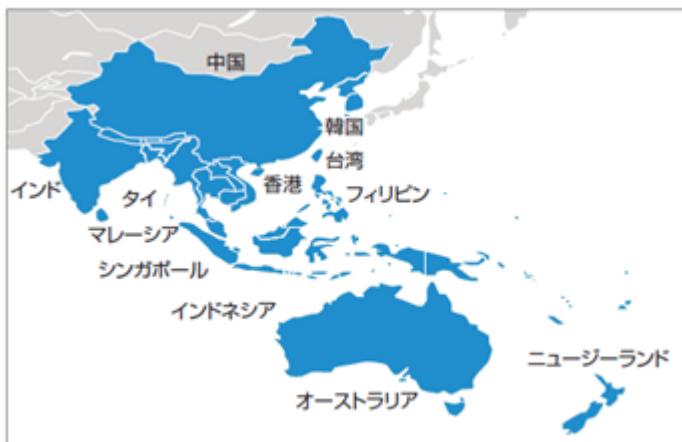 中国
韓国
台湾
香港
フィリピン
インド
タイ
マレーシア
シンガポール
インドネシア
ニュージーランド
オーストラリア